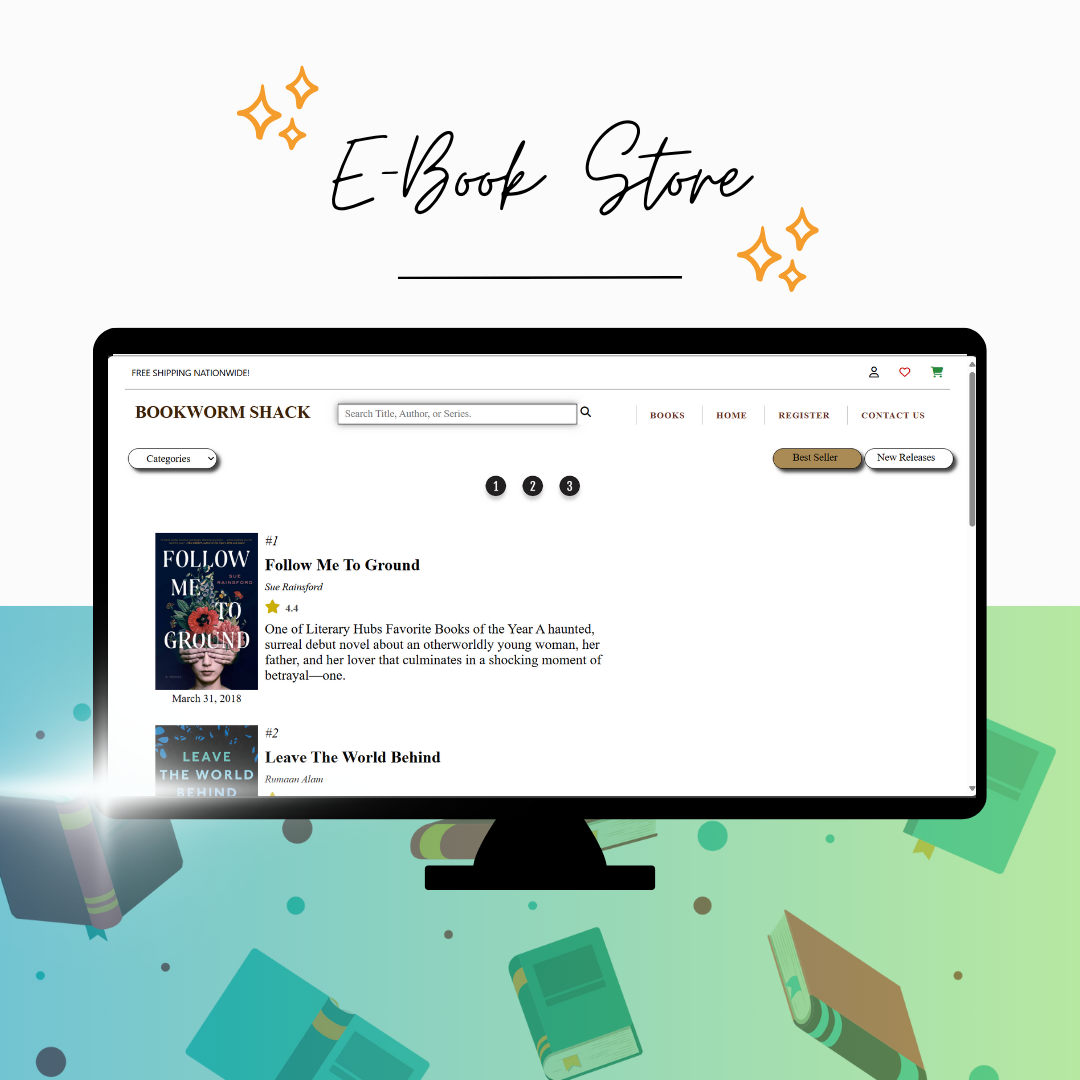 E-Book Store
FREE SHIPPING NATIONWIDE!
BOOKWORM SHACK
Search Title, Author, or Series.
BOOKS
HOME
REGISTER
CONTACT US
Categories
Best Seller
New Releases
1 2 3
FOLLOW
ME
SUE
RAINSFORD
TO
GROUND
March 31, 2018
#1
Follow Me To Ground
Sue Rainsford
4.4
One of Literary Hubs Favorite Books of the Year A haunted,
surreal debut novel about an otherworldly young woman, her
father, and her lover that culminates in a shocking moment of
betrayal—one.
LEAVE
THE WORLD
BEHIND
#2
Leave The World Behind
Rumaan Alam